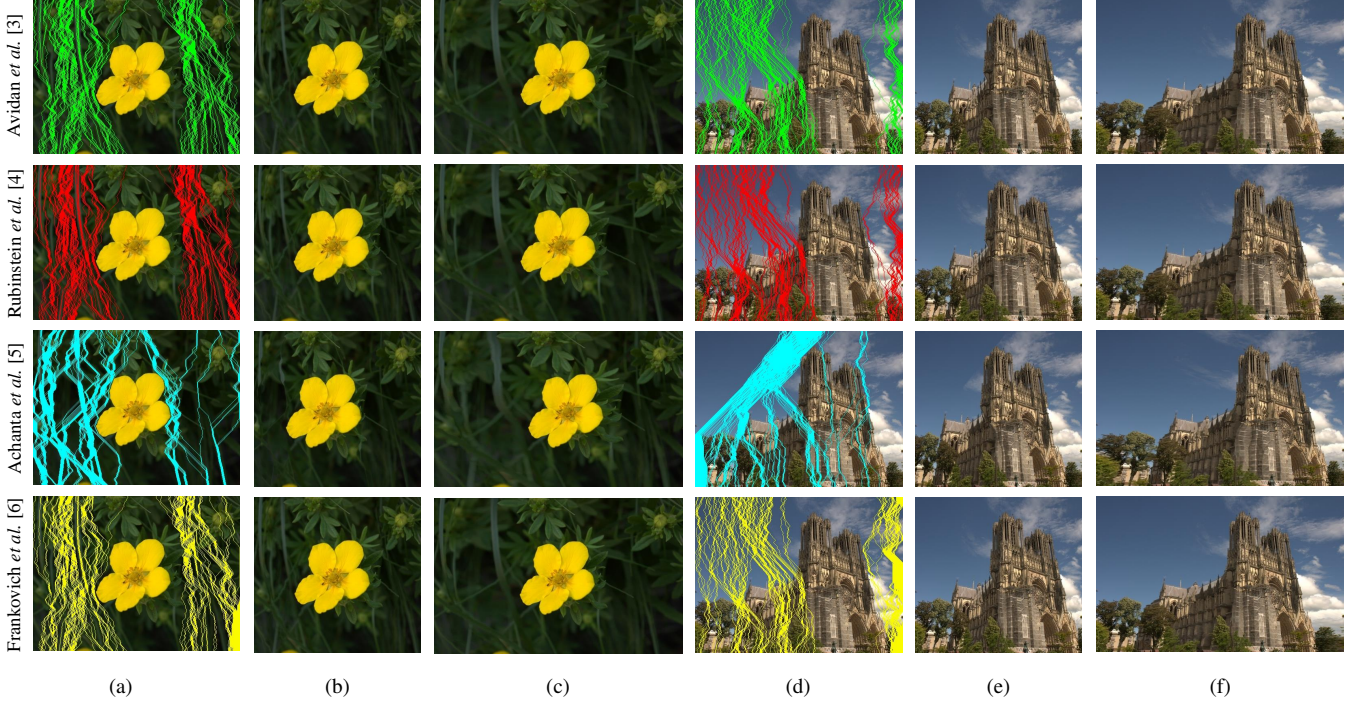 Avidan et al. [3]
Rubinstein et al. [4]
Achanta et al. [5]
Frankovich et al. [6]
(a) (b) (c) (d) (e) (f)